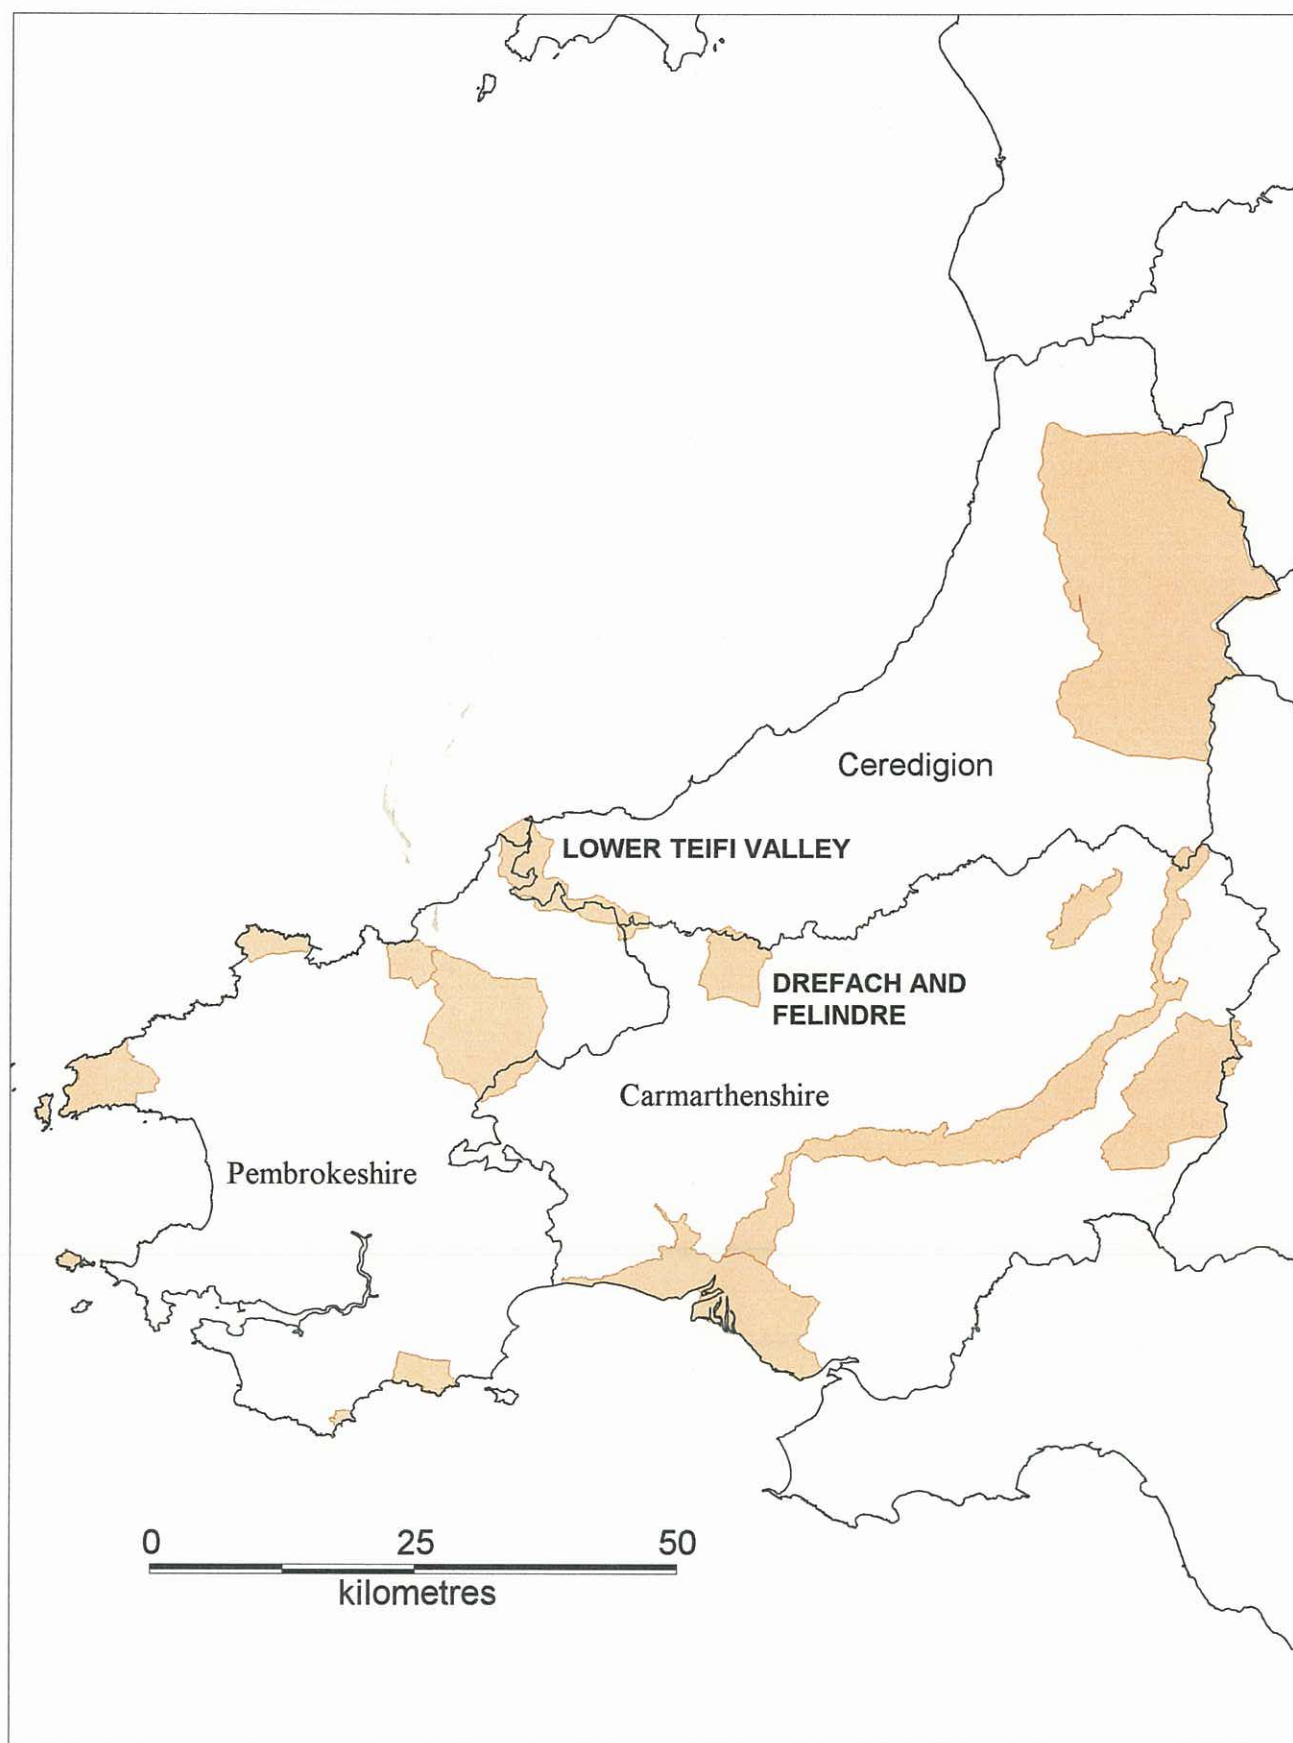 Ceredigion
LOWER TEIFI VALLEY
DREFACH AND
FELINDRE
Carmarthenshire
Pembrokeshire
0 25 50
kilometres